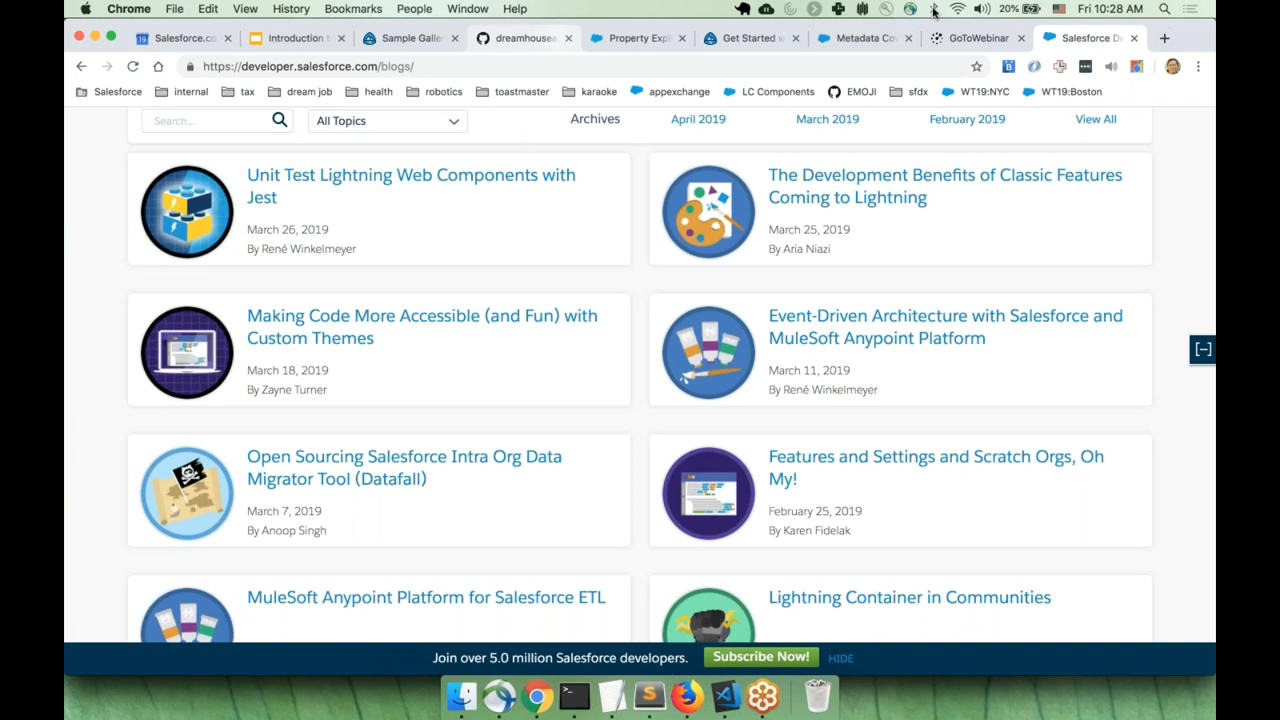 Chrome File Edit View History Bookmarks People Window Help 20% Fri 10:28 AM
Salesforce.co Introduction Sample Galle dreamhousea Property Exp Get Started w Metadata Co GoToWebinar Salesforce De
https://developer.salesforce.com/blogs/
Salesforce internal tax dream job health robotics toastmaster karaoke appexchange LC Components EMOJI sfdx WT19:NYC WT19:Boston
Search... All Topics Archives April 2019 March 2019 February 2019 View All
Unit Test Lightning Web Components with
Jest
March 26, 2019
By René Winkelmeyer
The Development Benefits of Classic Features
Coming to Lightning
March 25, 2019
By Aria Niazi
Making Code More Accessible (and Fun) with
Custom Themes
March 18, 2019
By Zayne Turner
Event-Driven Architecture with Salesforce and
MuleSoft Anypoint Platform
March 11, 2019
By René Winkelmeyer
Open Sourcing Salesforce Intra Org Data
Migrator Tool (Datafall)
March 7, 2019
By Anoop Singh
Features and Settings and Scratch Orgs, Oh
My!
February 25, 2019
By Karen Fidelak
MuleSoft Anypoint Platform for Salesforce ETL
Lightning Container in Communities
Join over 5.0 million Salesforce developers. Subscribe Now! HIDE